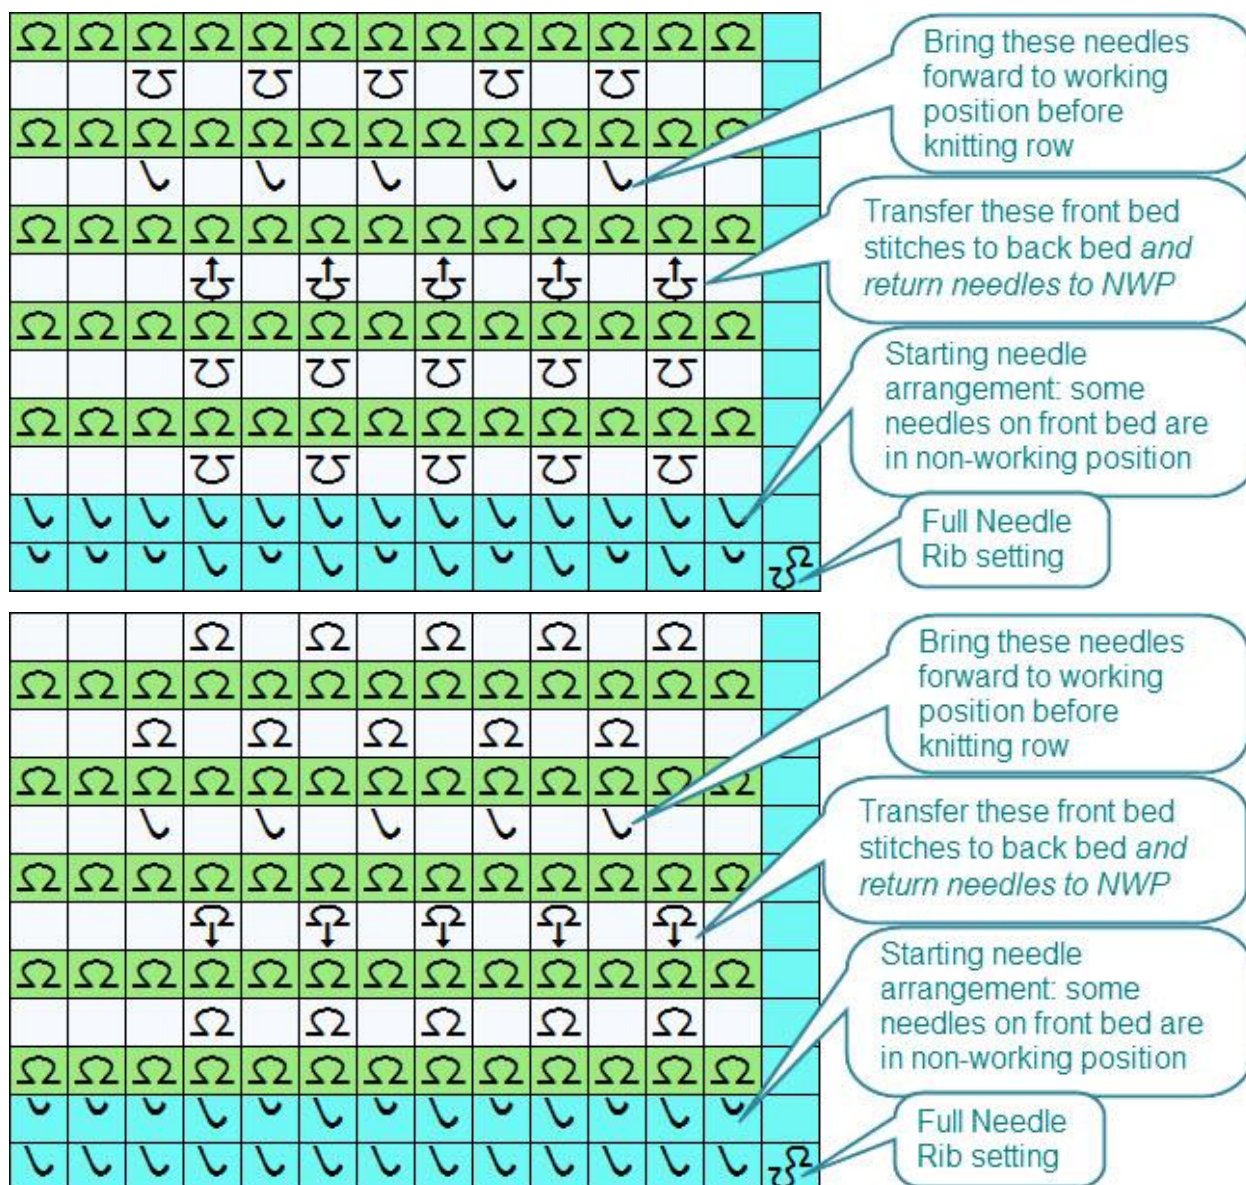 Bring these needles
forward to working
position before
knitting row
Transfer these front bed
stitches to back bed and
return needles to NWP
Starting needle
arrangement: some
needles on front bed are
in non-working position
Full Needle
Rib setting
Bring these needles
forward to working
position before
knitting row
Transfer these front bed
stitches to back bed and
return needles to NWP
Starting needle
arrangement: some
needles on front bed are
in non-working position
Full Needle
Rib setting